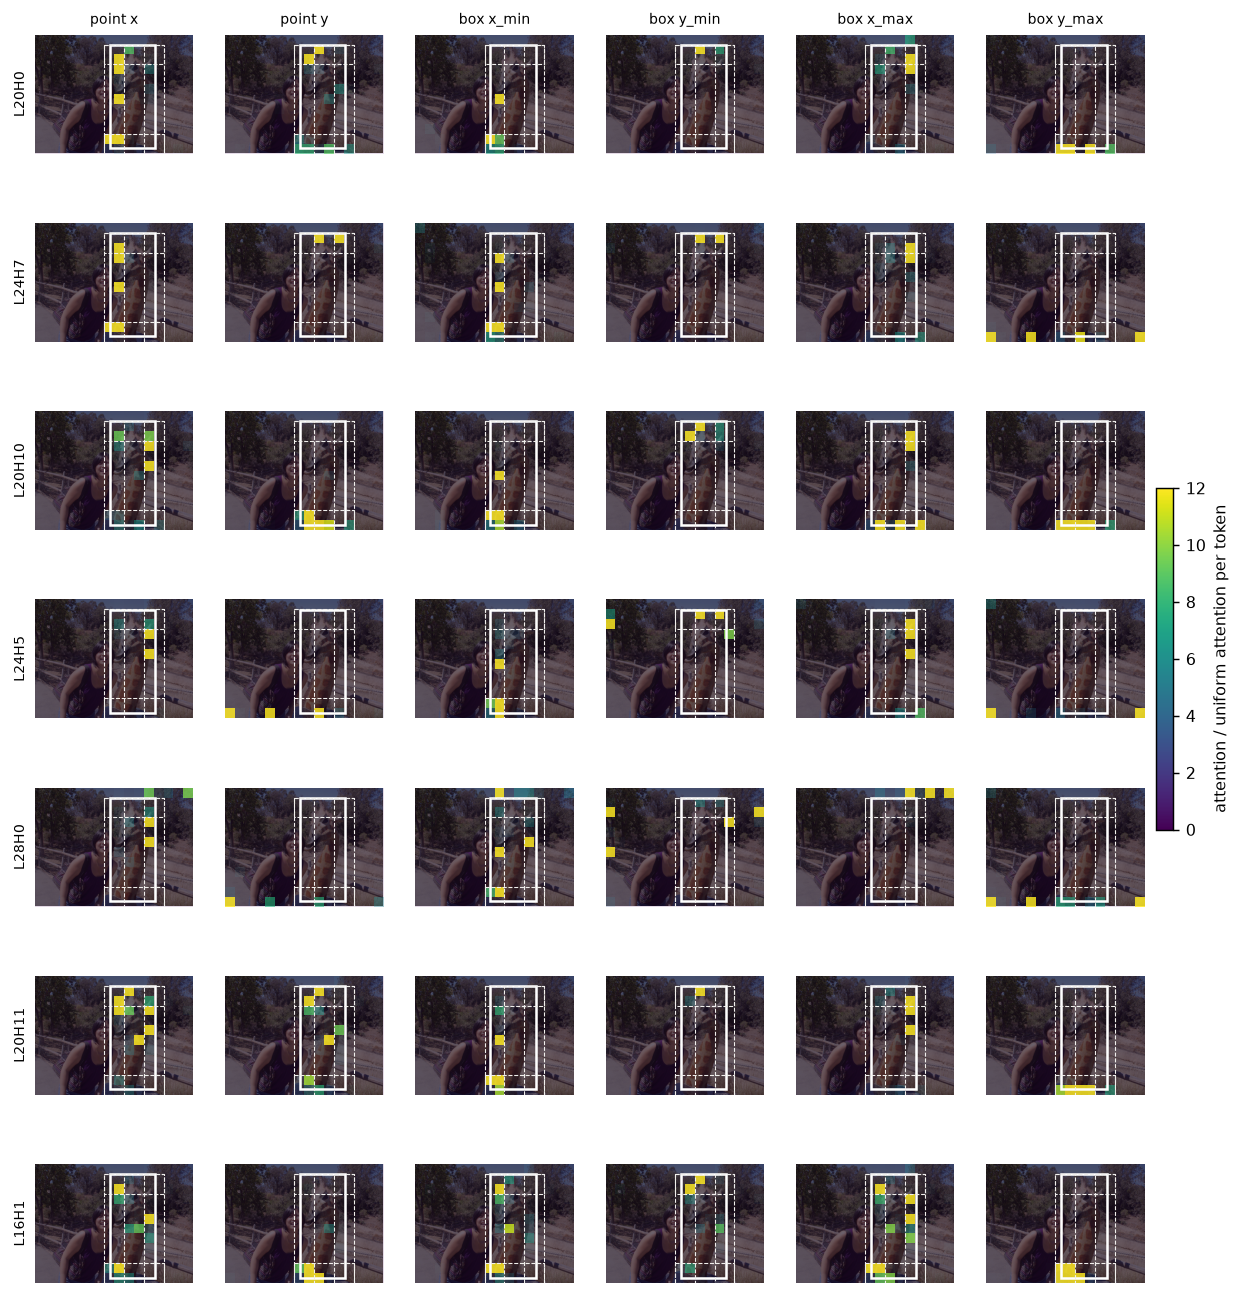 point x point y box x_min box y_min box x_max box y_max
L20H0
L24H7
L20H10
L24H5
L28H0
L20H11
L16H1
12
10
8
6
4
2
0
attention / uniform attention per token